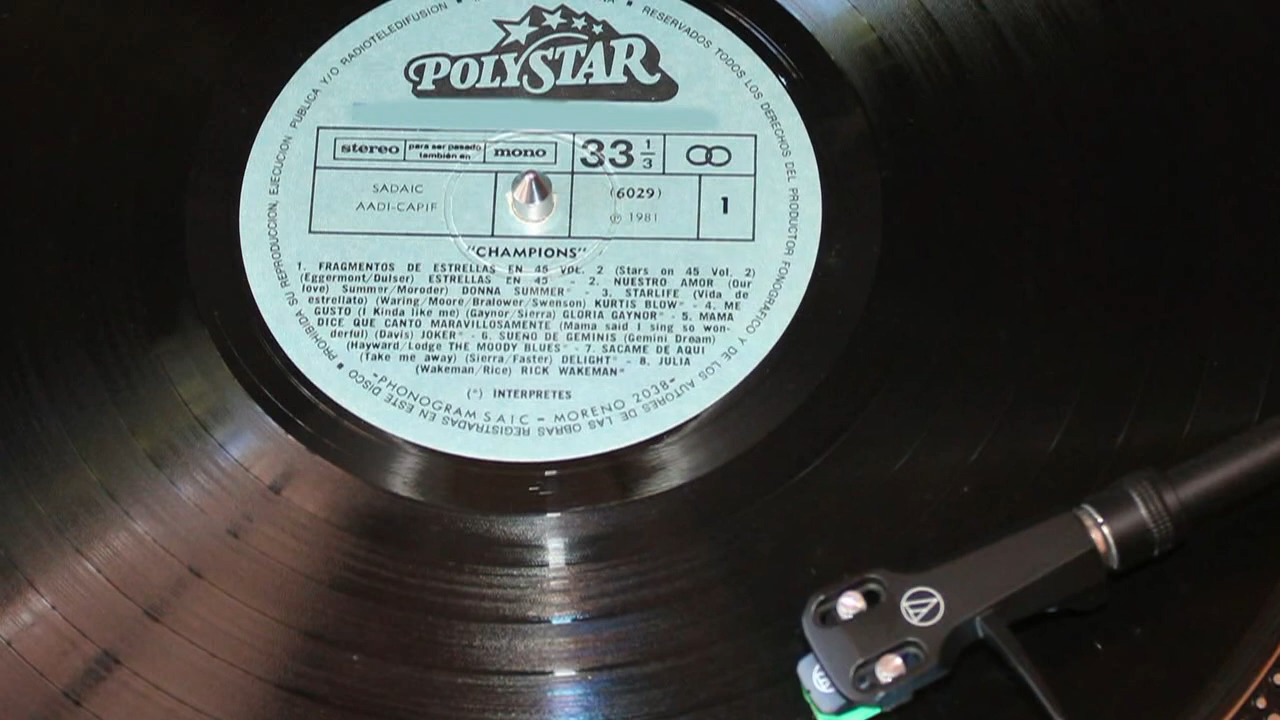 POLYSTAR
stereo para ser pasado también en mono
33 1/3
SADAIC
AADI-CAPIF
(6029)
℗ 1981
1
"CHAMPIONS"
1. FRAGMENTOS DE ESTRELLAS EN 45 VOL. 2 (Stars on 45 Vol. 2)
(Eggermont/Duiser) ESTRELLAS EN 45 - 2. NUESTRO AMOR (Our
love) Summer/Moroder) DONNA SUMMER* - 3. STARLIFE (Vida de
estrellato) (Waring/Moore/Bralower/Swenson) KURTIS BLOW* - 4. ME
GUSTO (I Kinda like me) (Gaynor/Sierra) GLORIA GAYNOR* - 5. MAMA
DICE QUE CANTO MARAVILLOSAMENTE (Mama said I sing so won-
derful) (Davis) JOKER* - 6. SUENO DE GEMINIS (Gemini Dream)
(Hayward/Lodge THE MOODY BLUES* - 7. SACAME DE AQUI
(Take me away) (Sierra/Faster) DELIGHT* - 8. JULIA
(Wakeman/Rice) RICK WAKEMAN*
(*) INTERPRETES
-PHONOGRAM SAIC - MORENO 2038-
RESERVADOS TODOS LOS DERECHOS DEL PRODUCTOR FONOGRAFICO Y DE LOS AUTORES DE LAS OBRAS REGISTRADAS EN ESTE DISCO ▪ PROHIBIDA SU REPRODUCCION, EJECUCION PUBLICA Y/O RADIOTELEDIFUSION